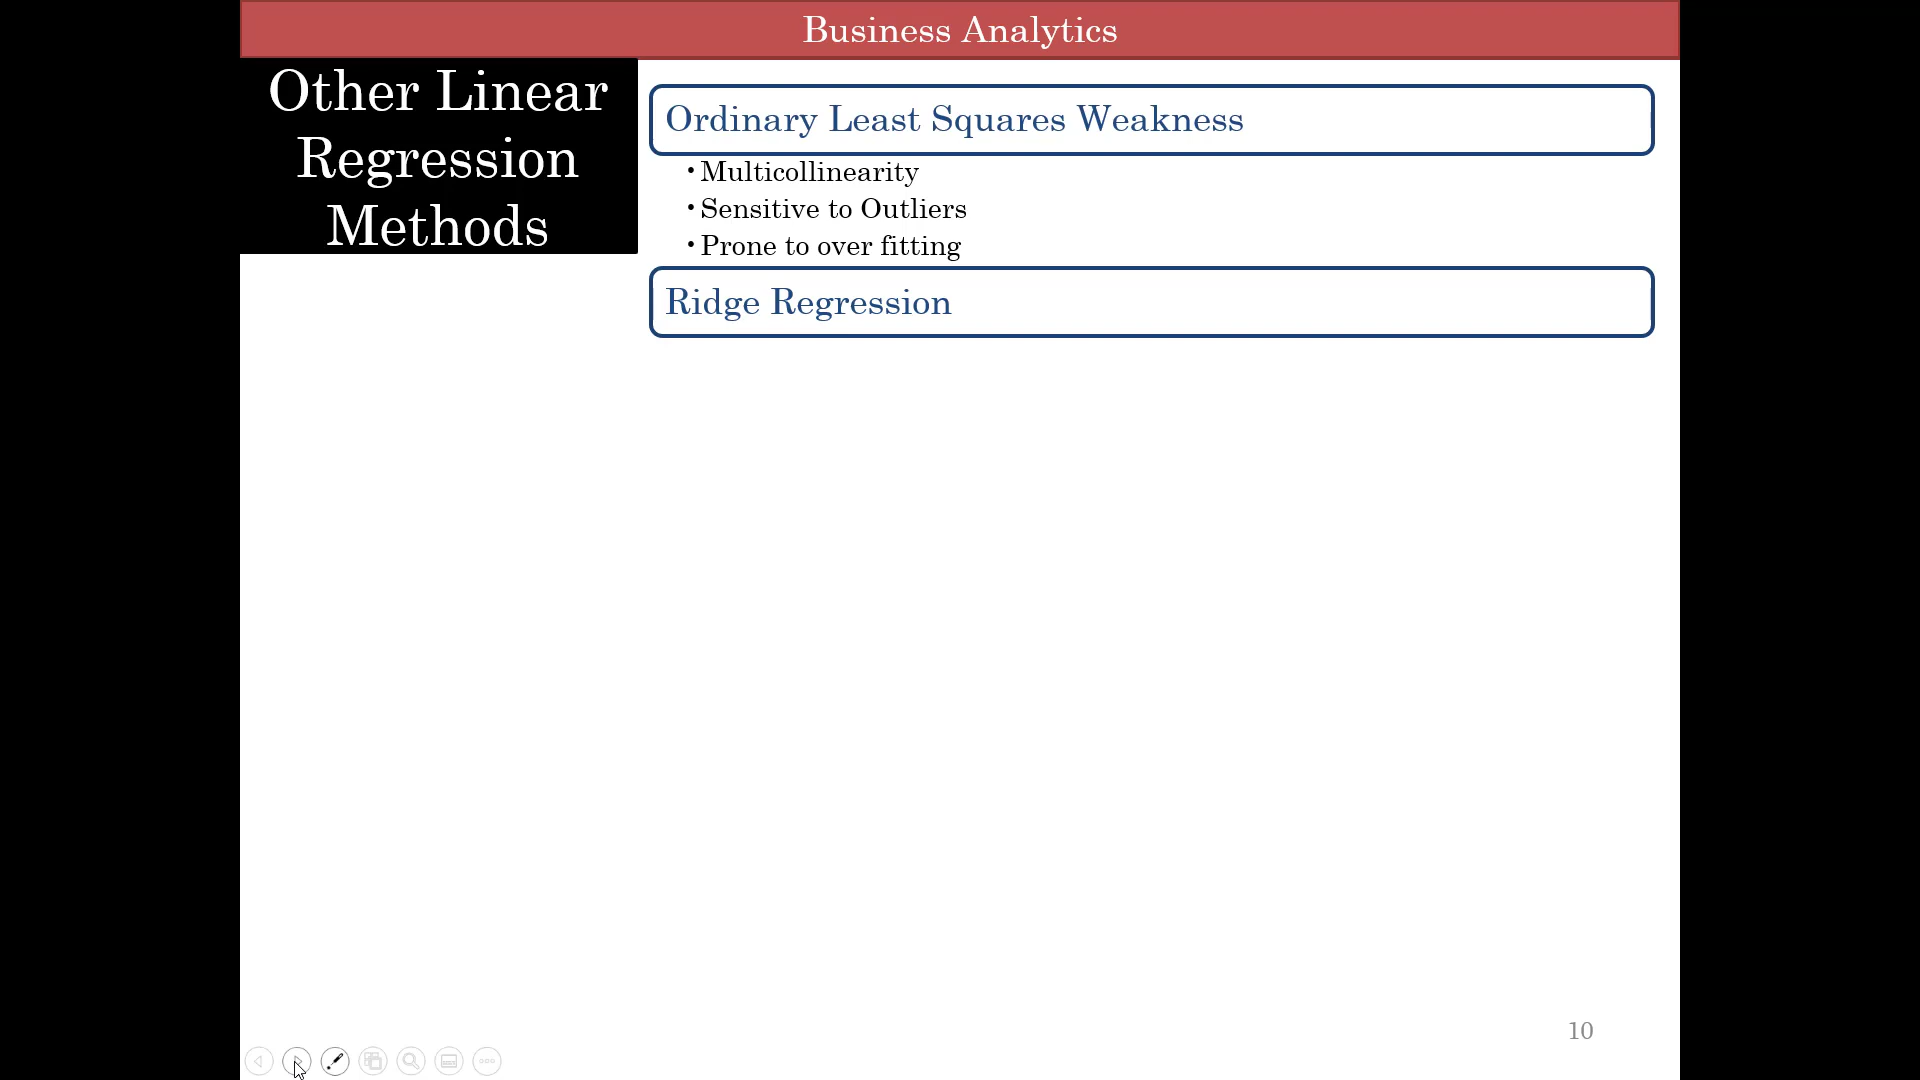 Business Analytics
Other Linear
Regression
Methods
Ordinary Least Squares Weakness
• Multicollinearity
• Sensitive to Outliers
• Prone to over fitting
Ridge Regression
10